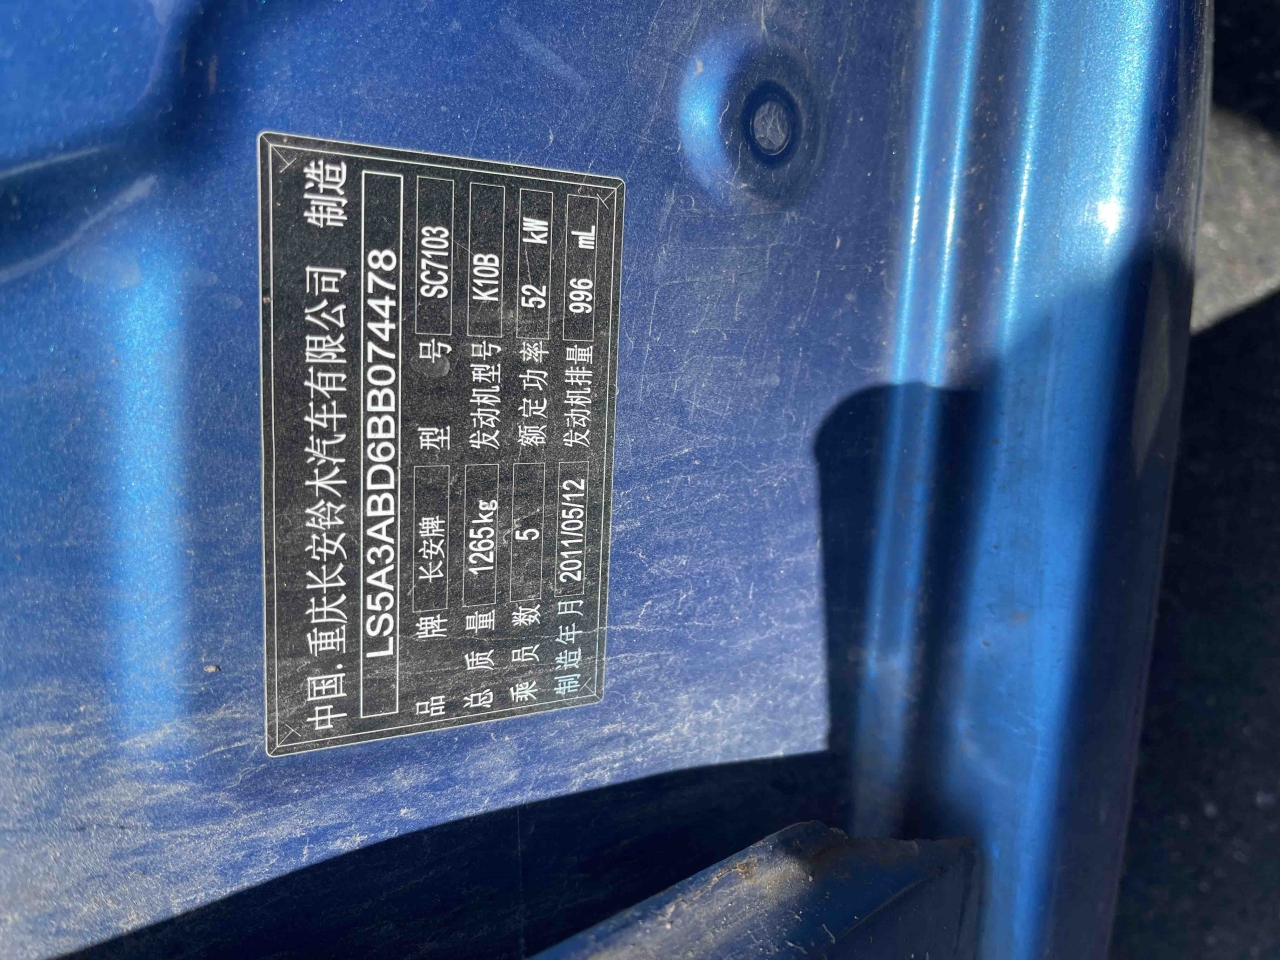 中国.重庆长安铃木汽车有限公司 制造
LS5A3ABD6BB074478
品牌 长安牌 型号 SC7103
总质量 1265kg 发动机型号 K10B
乘员数 5 额定功率 52 kW
制造年月 2011/05/12 发动机排量 996 mL